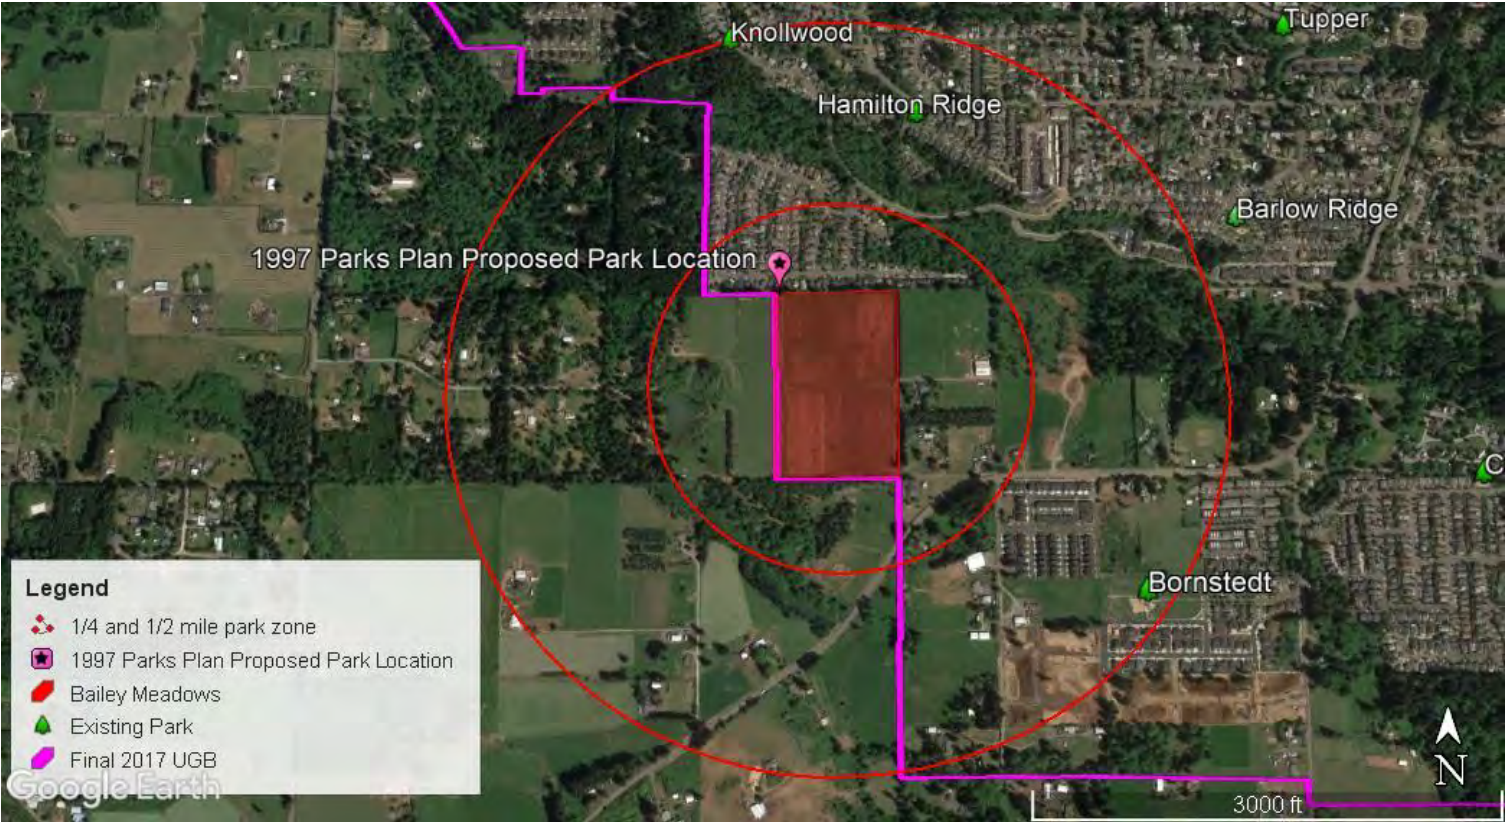 Tupper
Knollwood
Hamilton Ridge
Barlow Ridge
1997 Parks Plan Proposed Park Location
C
Bornstedt
Legend
1/4 and 1/2 mile park zone
1997 Parks Plan Proposed Park Location
Bailey Meadows
Existing Park
Final 2017 UGB
Google Earth
N
3000 ft